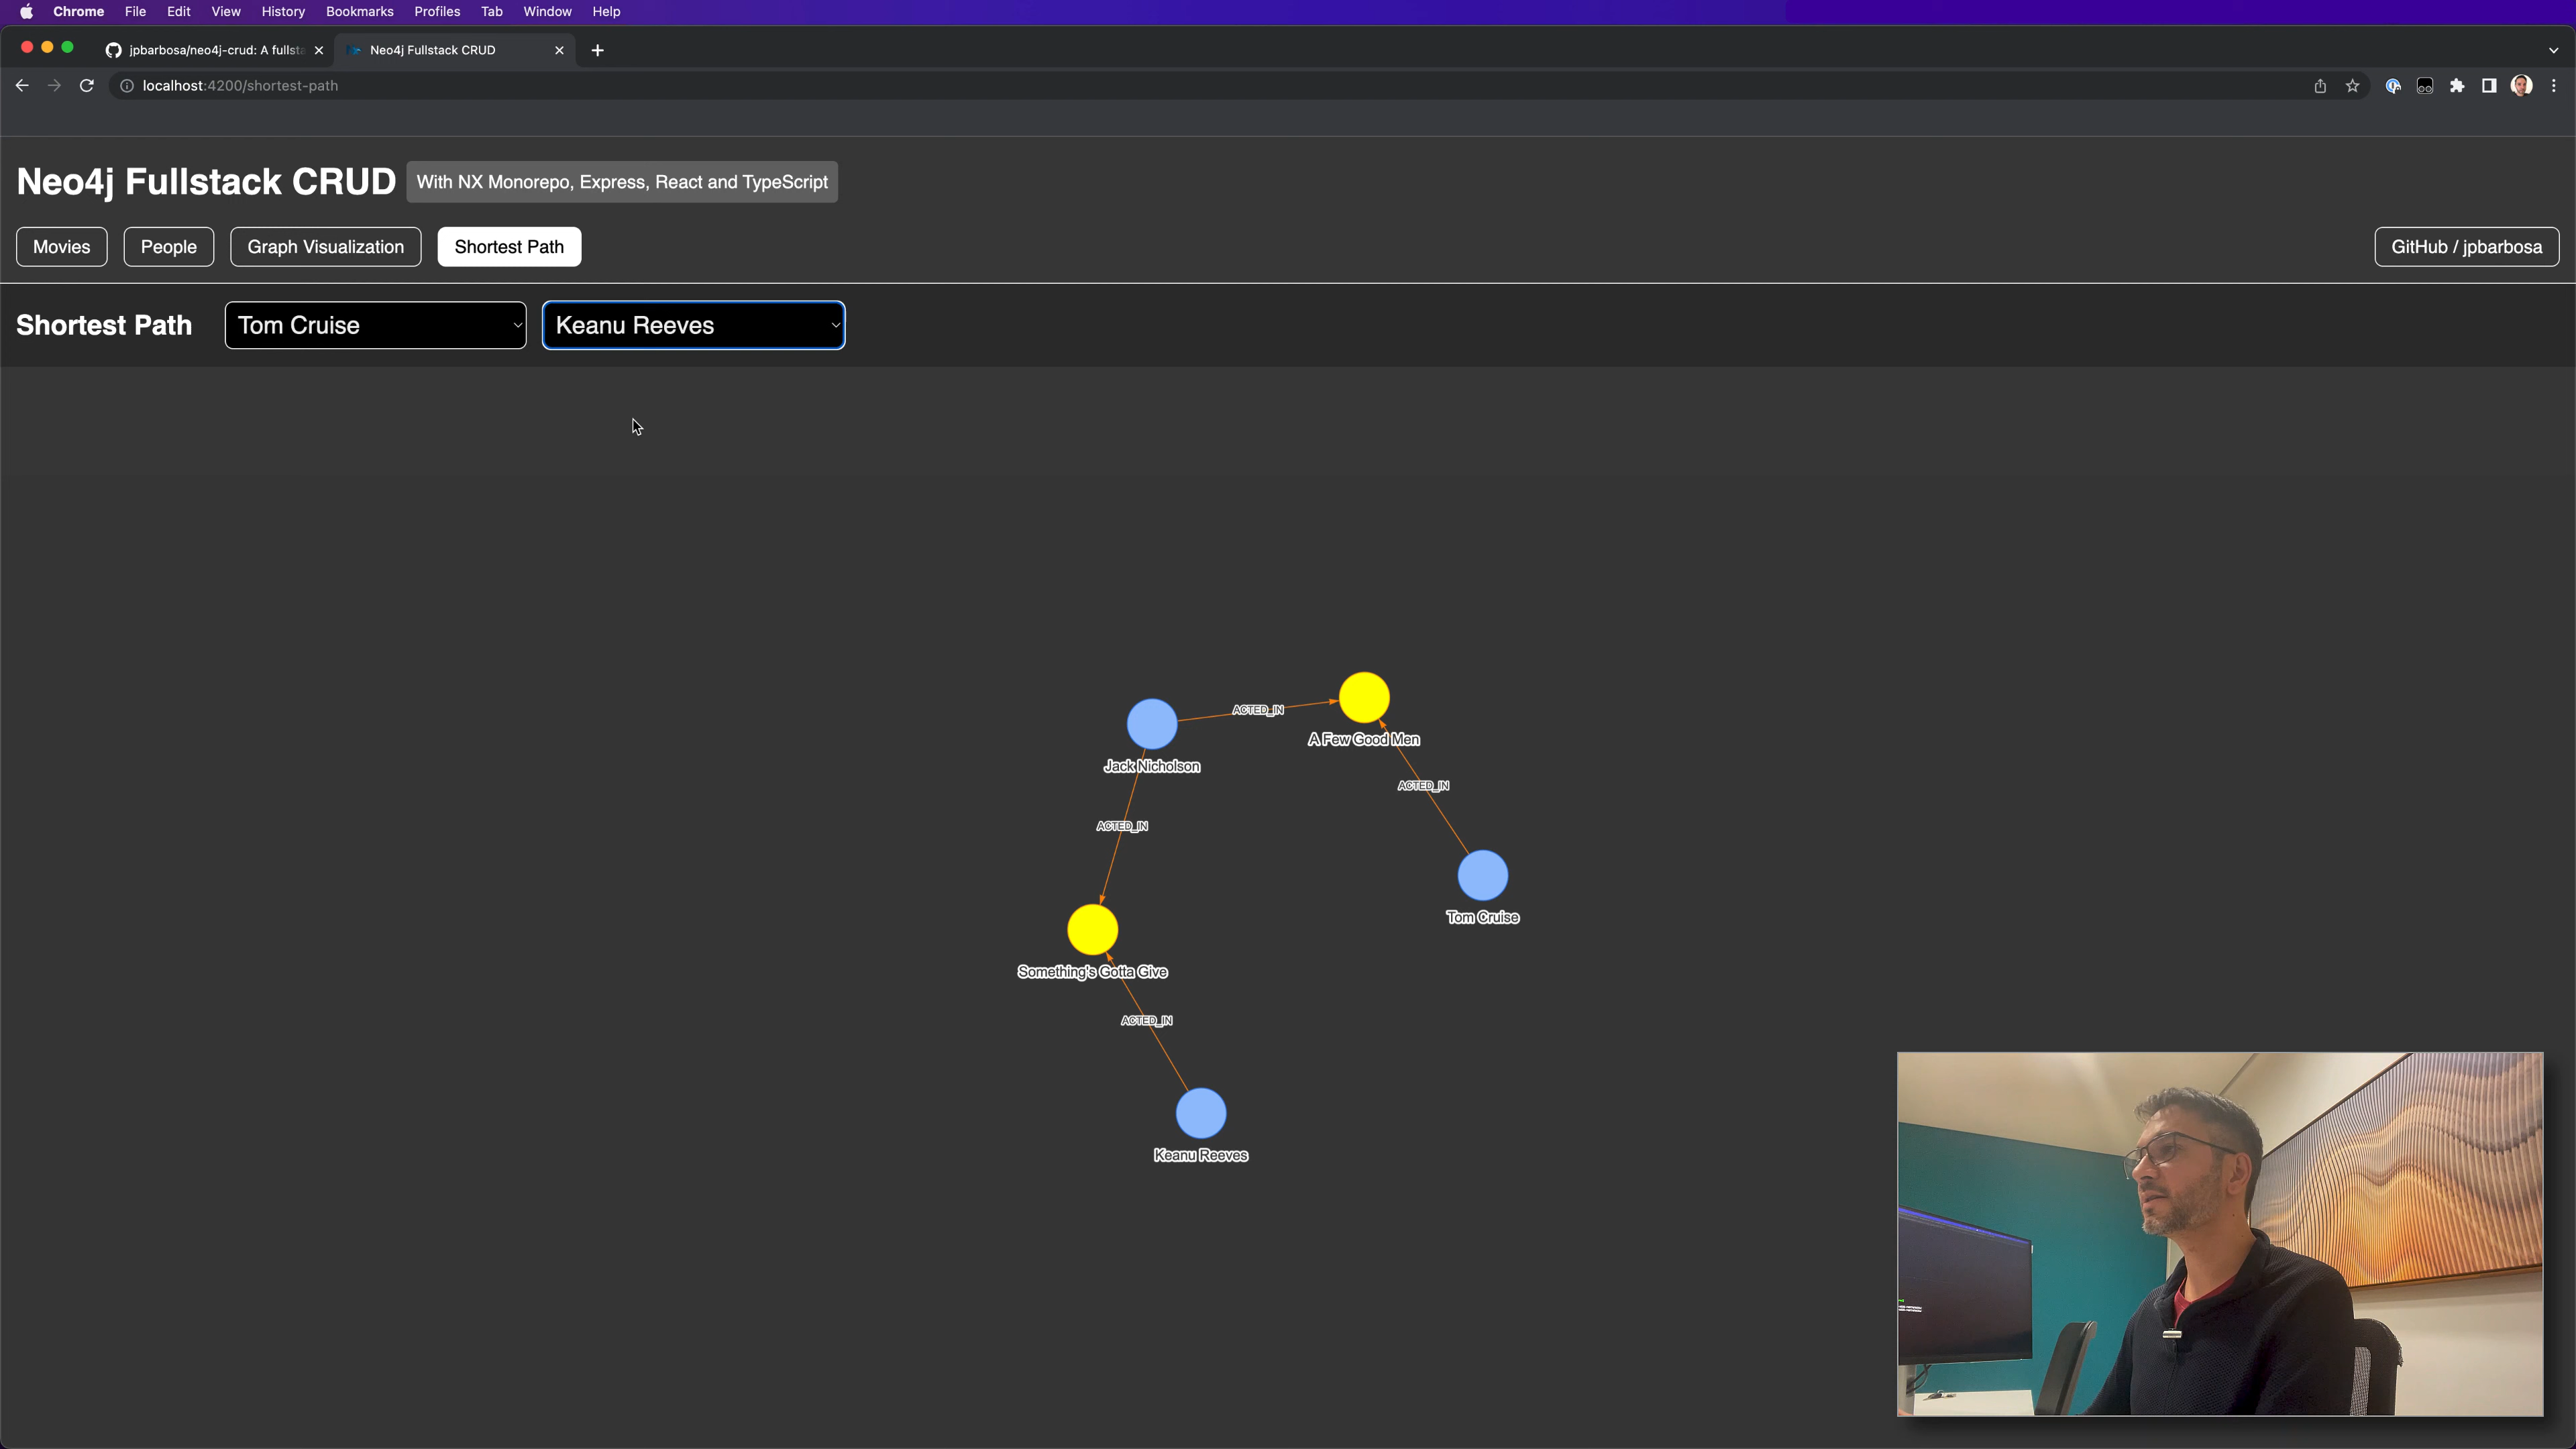 Chrome File Edit View History Bookmarks Profiles Tab Window Help
jpbarbosa/neo4j-crud: A fullsta
Neo4j Fullstack CRUD
localhost:4200/shortest-path
Neo4j Fullstack CRUD With NX Monorepo, Express, React and TypeScript
Movies People Graph Visualization Shortest Path GitHub / jpbarbosa
Shortest Path Tom Cruise Keanu Reeves
ACTED_IN
A Few Good Men
Jack Nicholson
ACTED_IN
ACTED_IN
Tom Cruise
Something's Gotta Give
ACTED_IN
Keanu Reeves